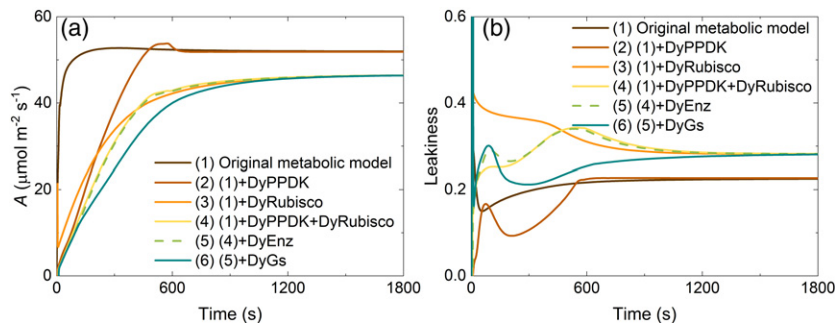 (a)
A (μmol m⁻² s⁻¹)
60
40
20
0
(1) Original metabolic model
(2) (1)+DyPPDK
(3) (1)+DyRubisco
(4) (1)+DyPPDK+DyRubisco
(5) (4)+DyEnz
(6) (5)+DyGs
0 600 1200 1800
Time (s)
(b)
Leakiness
0.6
0.4
0.2
0.0
(1) Original metabolic model
(2) (1)+DyPPDK
(3) (1)+DyRubisco
(4) (1)+DyPPDK+DyRubisco
(5) (4)+DyEnz
(6) (5)+DyGs
0 600 1200 1800
Time (s)